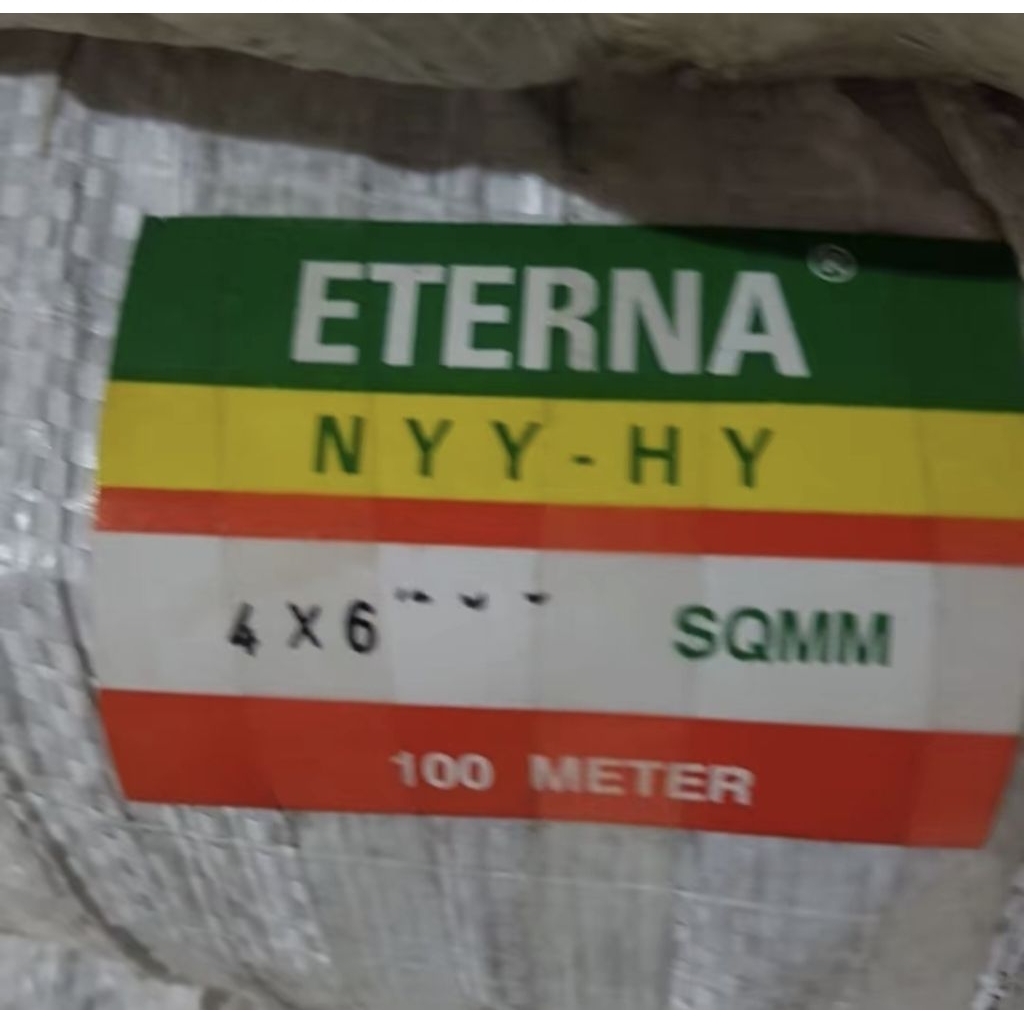 ETERNA®
NYY-HY
4 X 6 SQMM
100 METER